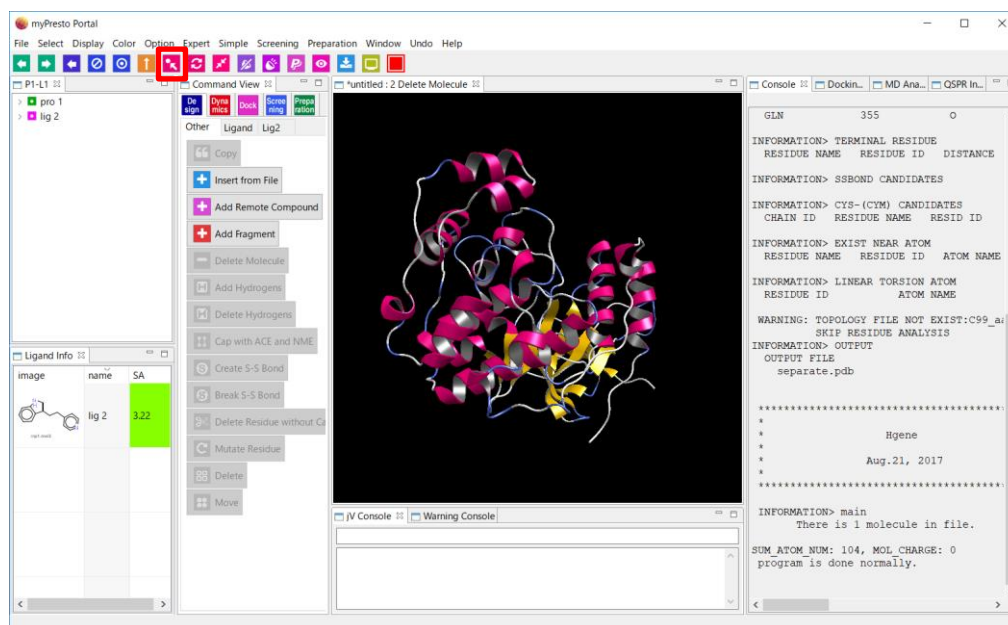 myPresto Portal
File Select Display Color Option Expert Simple Screening Preparation Window Undo Help
P1-L1
pro 1
lig 2
Ligand Info
image name SA
lig 2 3.22
Command View
De
sign
Dyna
mics
Dock
Scree
ning
Prepa
ration
Other Ligand Lig2
Copy
Insert from File
Add Remote Compound
Add Fragment
Delete Molecule
Add Hydrogens
Delete Hydrogens
Cap with ACE and NME
Create S-S Bond
Break S-S Bond
Delete Residue without Ca
Mutate Residue
Delete
Move
*untitled : 2 Delete Molecule
jV Console Warning Console
Console Dockin... MD Ana... QSPR In...
GLN 355 O
INFORMATION> TERMINAL RESIDUE
RESIDUE NAME RESIDUE ID DISTANCE
INFORMATION> SSBOND CANDIDATES
INFORMATION> CYS-(CYM) CANDIDATES
CHAIN ID RESIDUE NAME RESID ID
INFORMATION> EXIST NEAR ATOM
RESIDUE NAME RESIDUE ID ATOM NAME
INFORMATION> LINEAR TORSION ATOM
RESIDUE ID ATOM NAME
WARNING: TOPOLOGY FILE NOT EXIST:C99_aa
SKIP RESIDUE ANALYSIS
INFORMATION> OUTPUT
OUTPUT FILE
separate.pdb
**************************************
*
* Hgene
*
* Aug.21, 2017
*
**************************************
INFORMATION> main
There is 1 molecule in file.
SUM_ATOM_NUM: 104, MOL_CHARGE: 0
program is done normally.